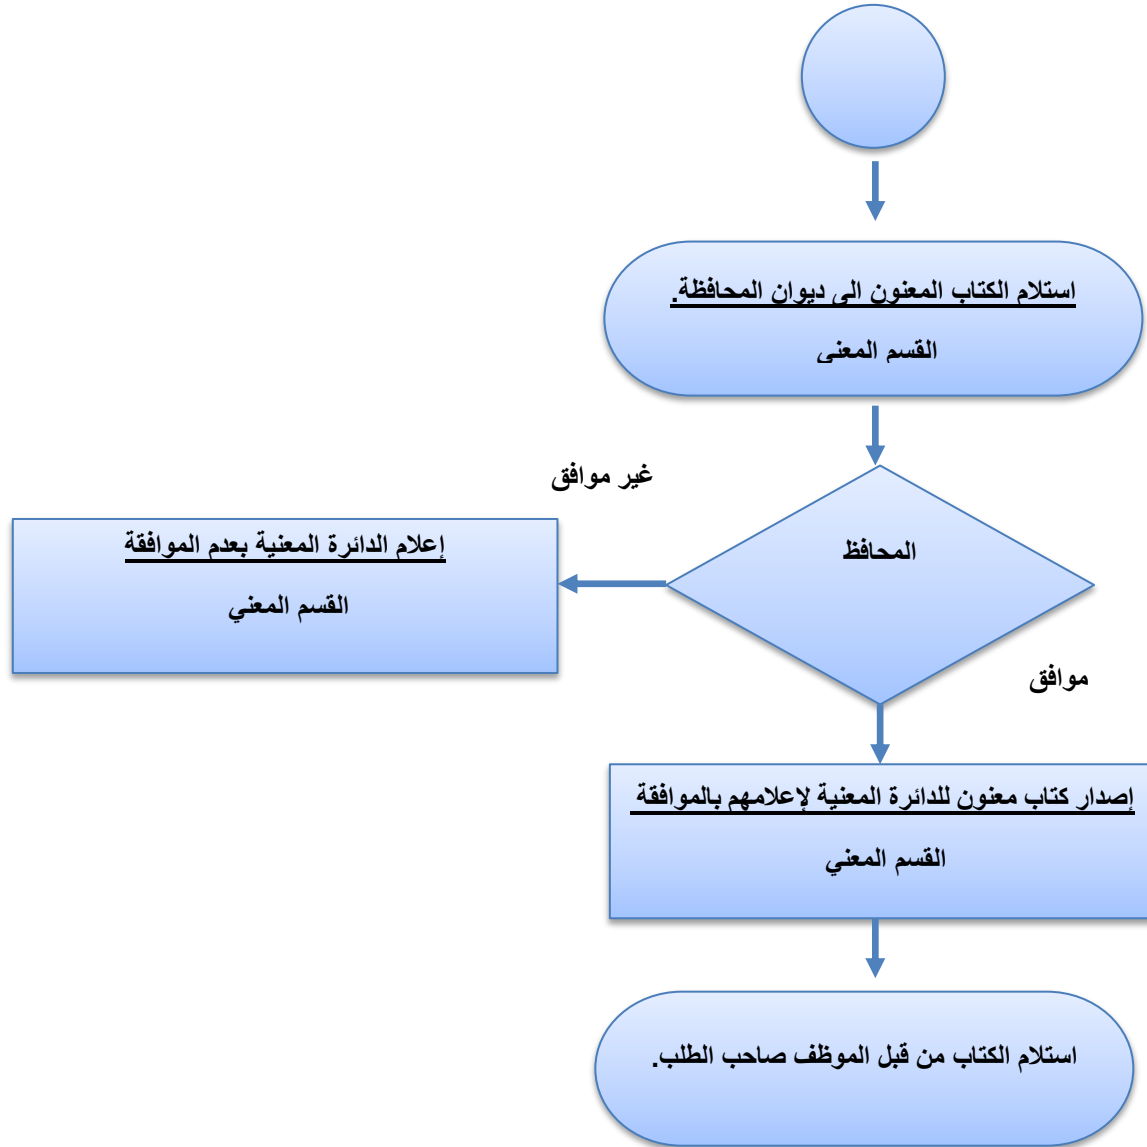 استلام الكتاب المعنون الى ديوان المحافظة.
القسم المعني
غير موافق
المحافظ
إعلام الدائرة المعنية بعدم الموافقة
القسم المعني
موافق
إصدار كتاب معنون للدائرة المعنية لإعلامهم بالموافقة
القسم المعني
استلام الكتاب من قبل الموظف صاحب الطلب.